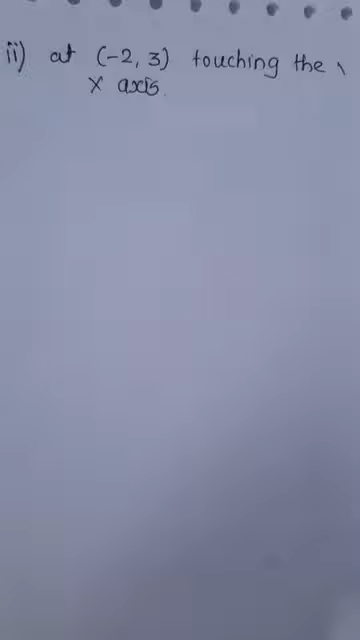 ii) at (-2, 3) touching the
X axis.